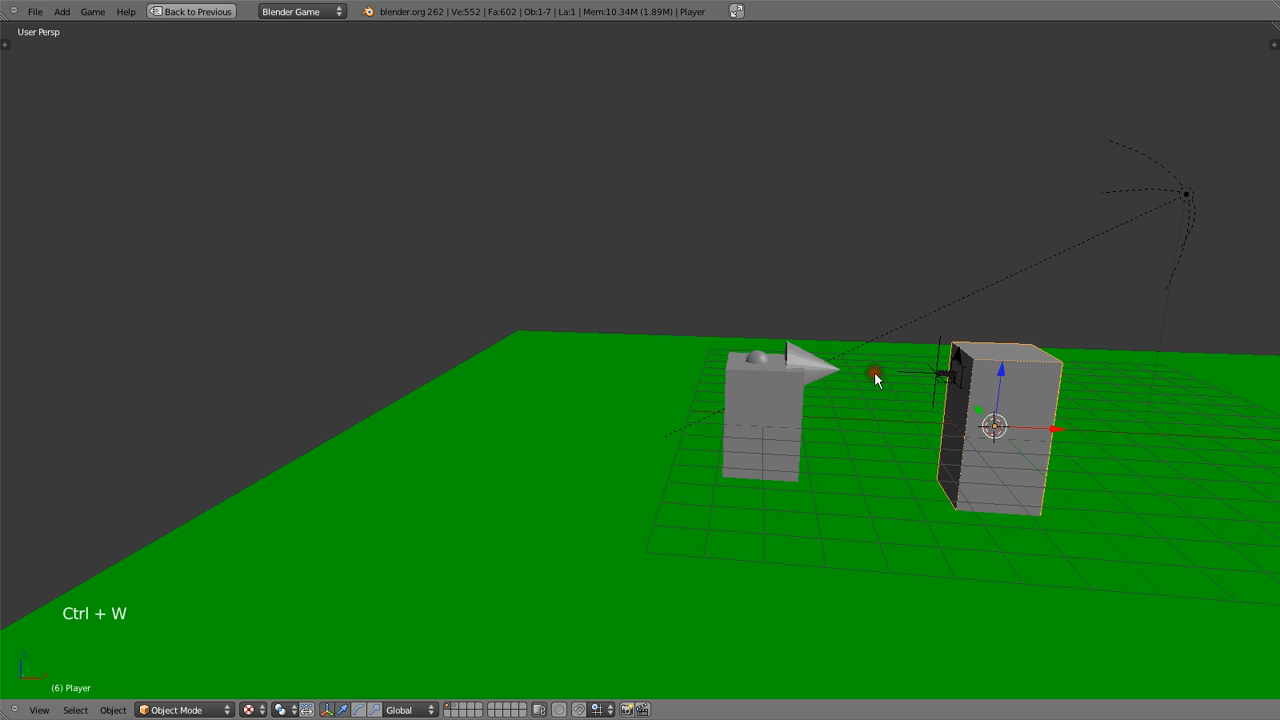 File Add Game Help Back to Previous Blender Game blender.org 262 | Ve:552 | Fa:602 | Ob:1-7 | La:1 | Mem:10.34M (1.89M) | Player
User Persp
Ctrl + W
(6) Player
View Select Object Object Mode Global